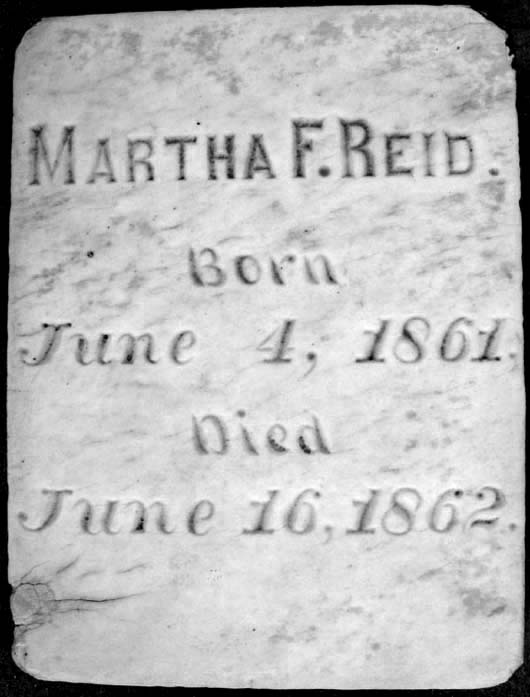 MARTHA F. REID.
Born
June 4, 1861.
Died
June 16, 1862.